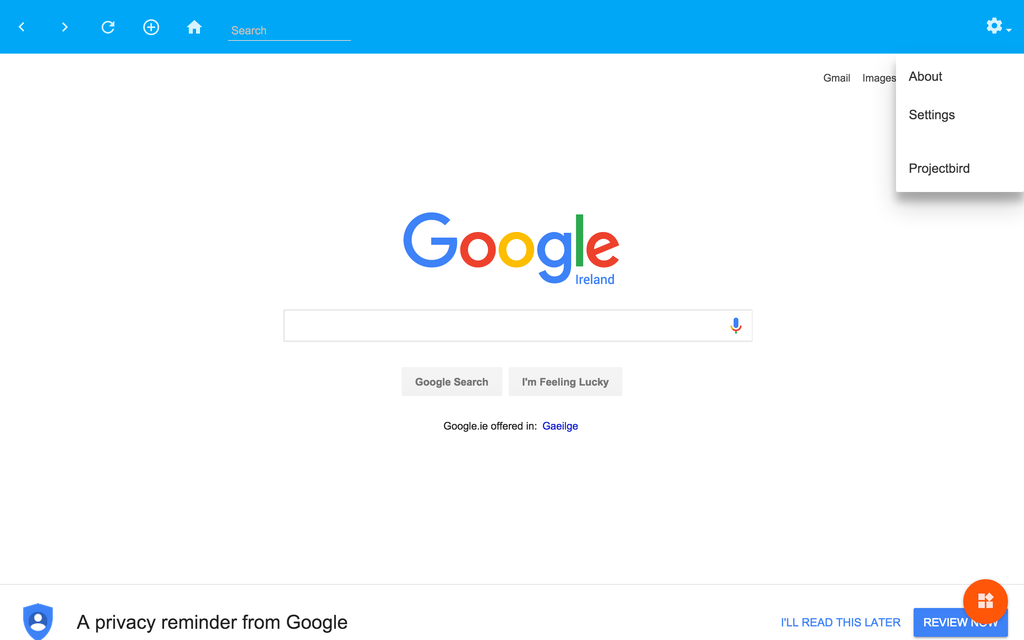 Search
Gmail Images
About
Settings
Projectbird
Google
Ireland
Google Search I'm Feeling Lucky
Google.ie offered in: Gaeilge
A privacy reminder from Google
I'LL READ THIS LATER REVIEW NOW